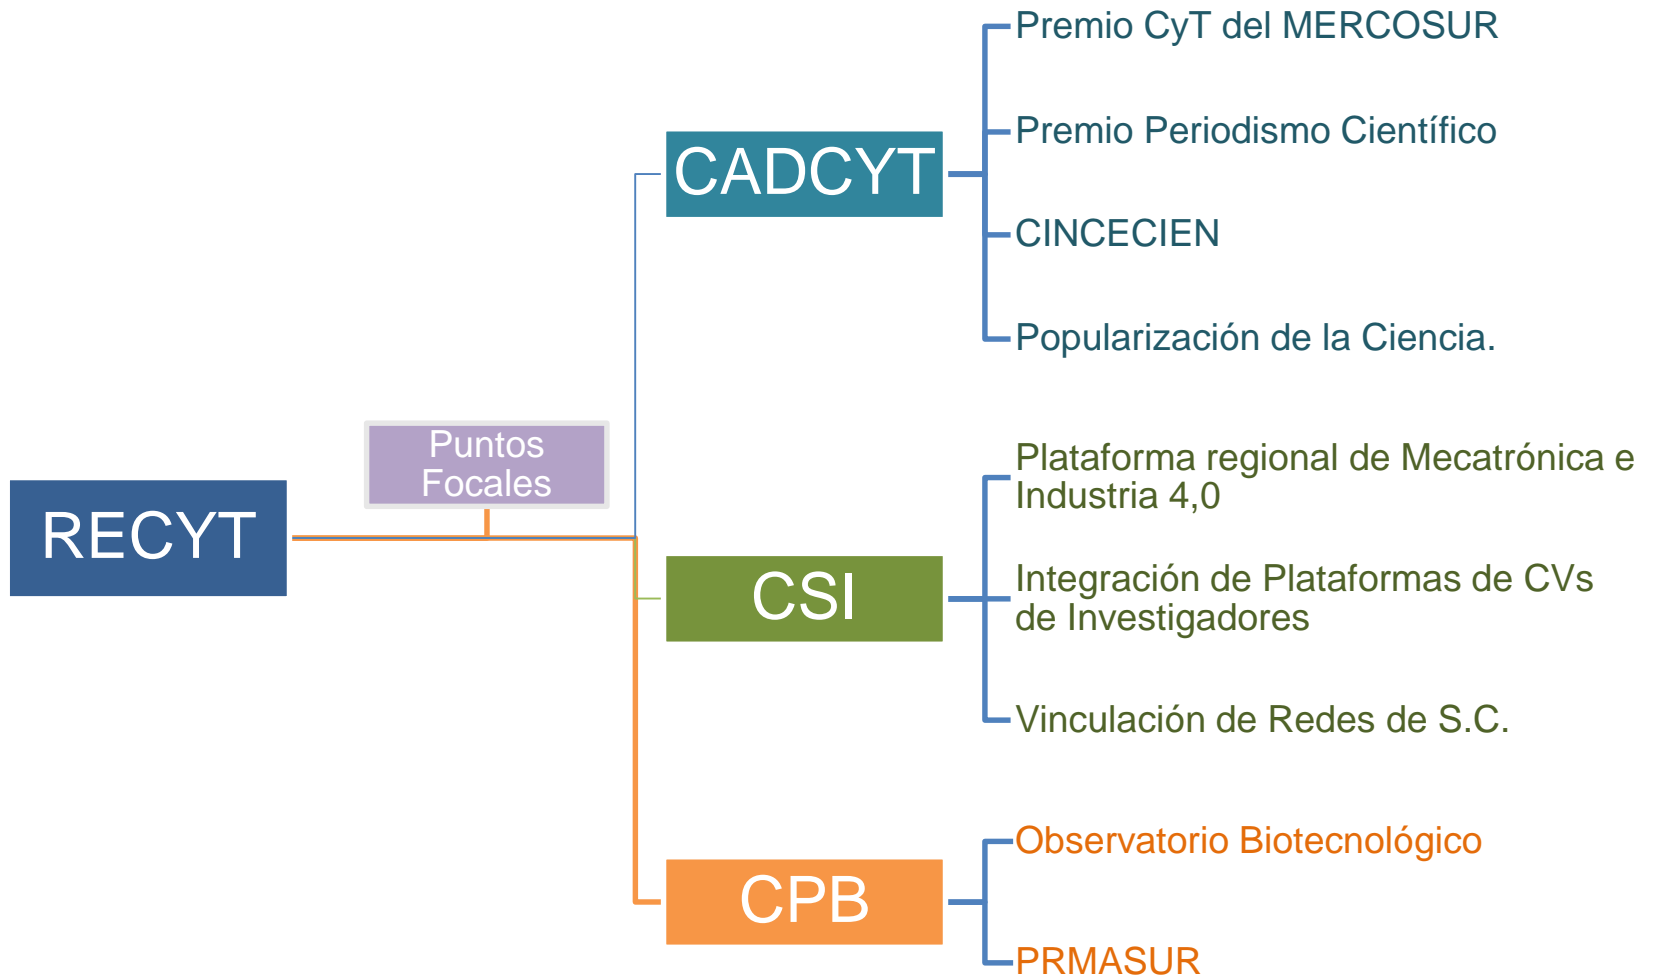 RECYT
Puntos
Focales
CADCYT
Premio CyT del MERCOSUR
Premio Periodismo Científico
CINCECIEN
Popularización de la Ciencia.
CSI
Plataforma regional de Mecatrónica e
Industria 4,0
Integración de Plataformas de CVs
de Investigadores
Vinculación de Redes de S.C.
CPB
Observatorio Biotecnológico
PRMASUR